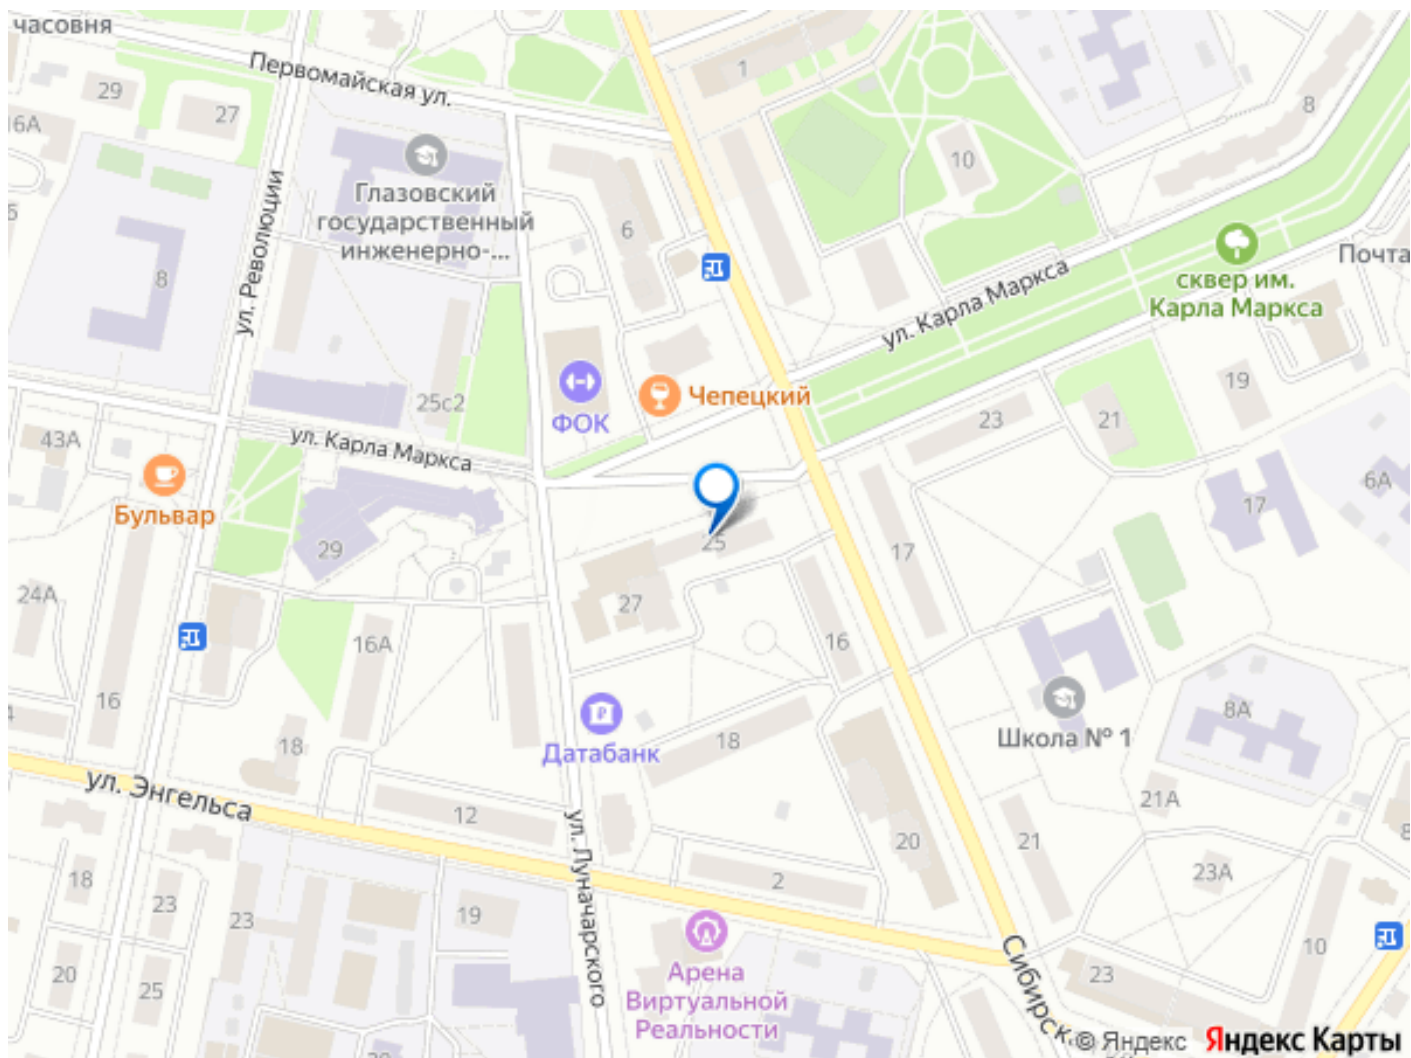 часовня
Первомайская ул.
1
29
27
16А
8
10
Глазовский
государственный
инженерно-...
6
ул. Революции
8
Почта
сквер им.
Карла Маркса
ул. Карла Маркса
Чепецкий
ФОК
25с2
19
23
21
43А
ул. Карла Маркса
6А
17
Бульвар
29
25
17
24А
27
16А
16
16
8А
Школа № 1
18
Датабанк
18
ул. Энгельса
12
21А
20
21
2
23А
18
23
23
19
ул. Луначарского
10
20
25
Арена
Виртуальной
Реальности
23
Сибирск
© Яндекс
Яндекс Карты